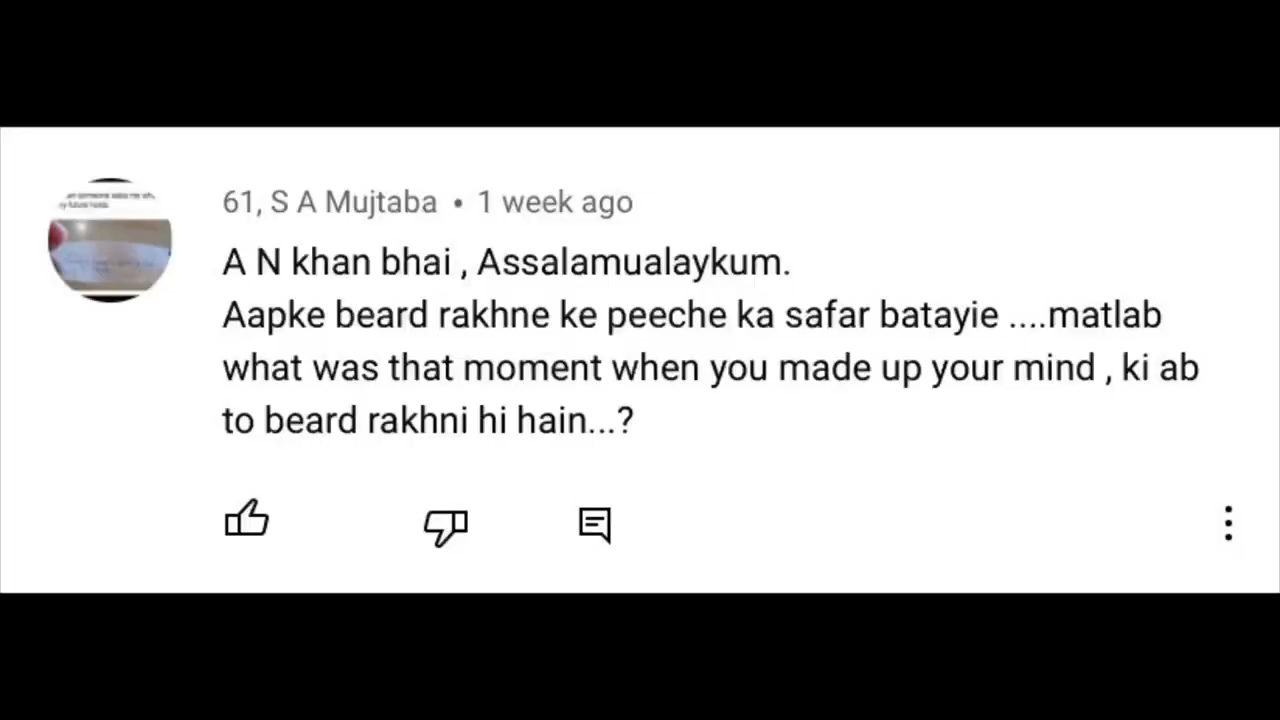 61, S A Mujtaba • 1 week ago
A N khan bhai , Assalamualaykum.
Aapke beard rakhne ke peeche ka safar batayie ....matlab
what was that moment when you made up your mind , ki ab
to beard rakhni hi hain...?